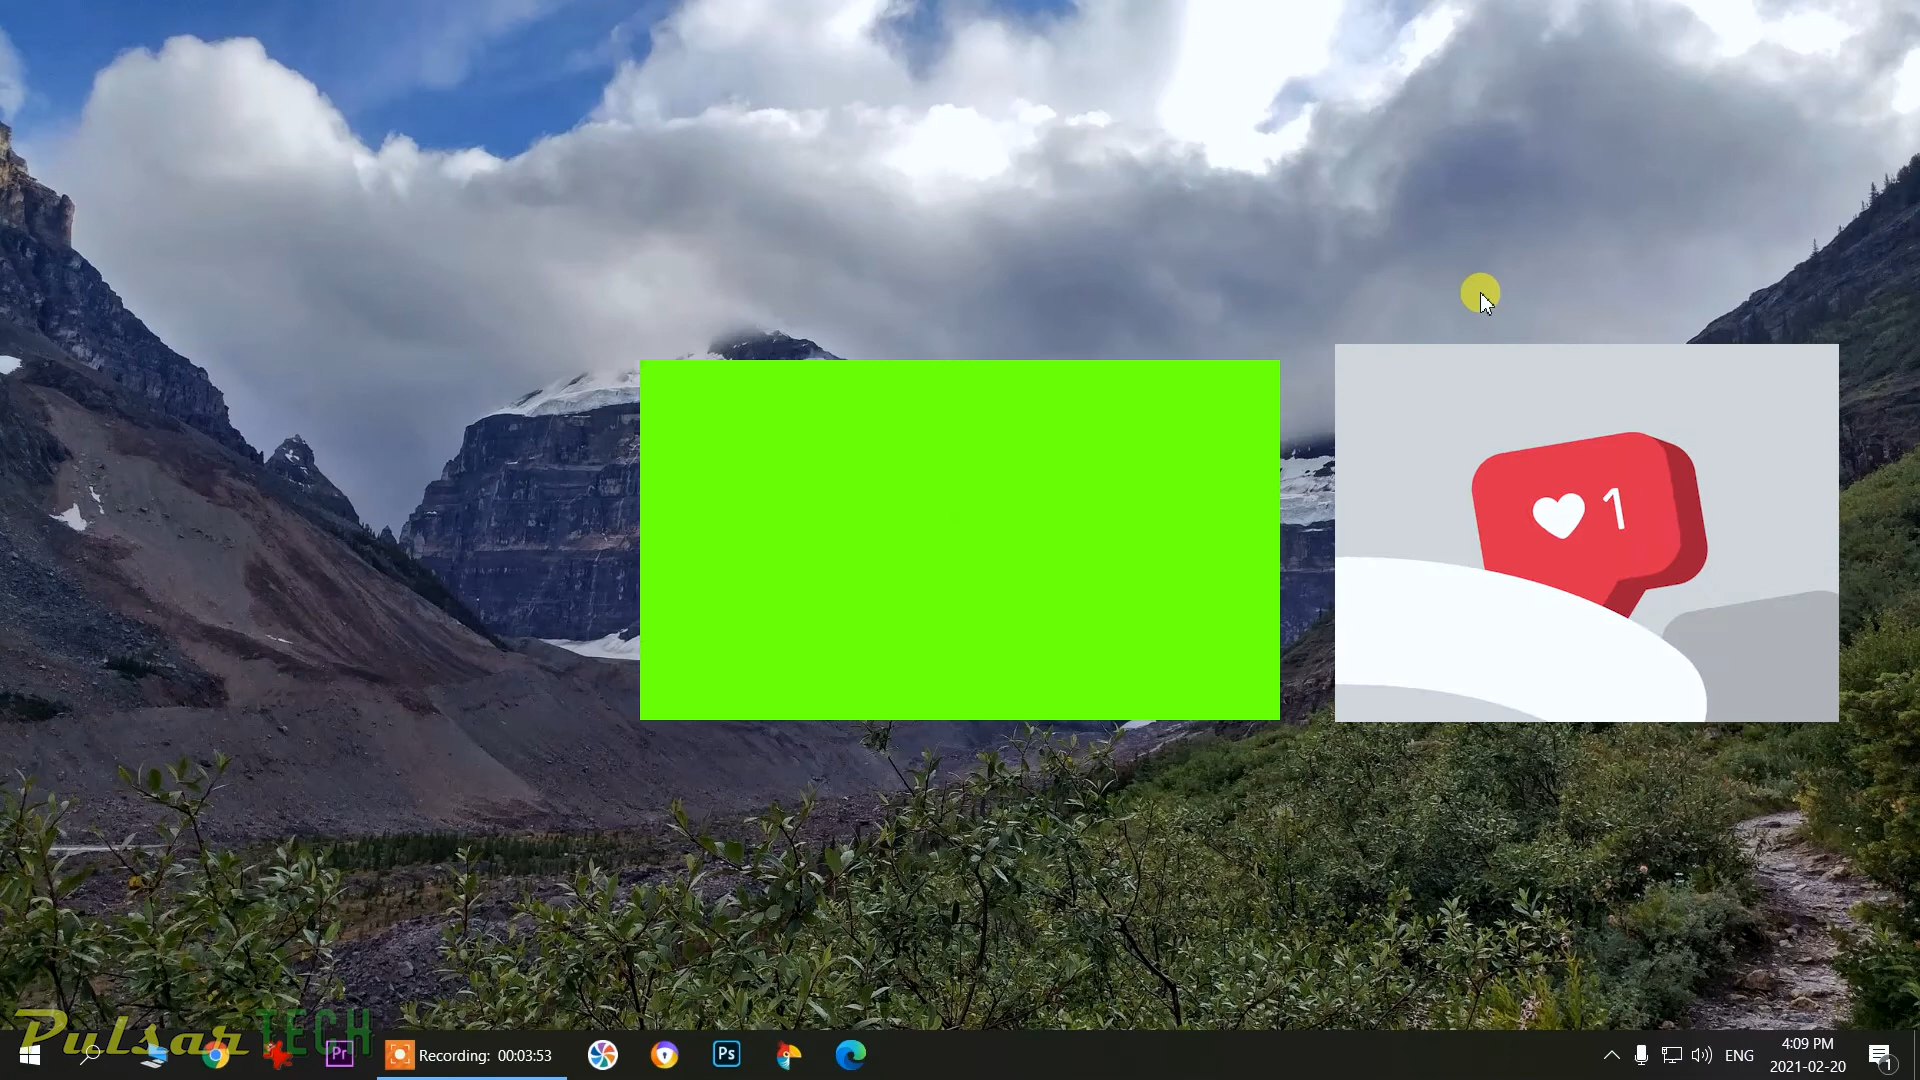 1
Pulsar TECH
Pr
Recording: 00:03:53
Ps
ENG
4:09 PM
2021-02-20
1